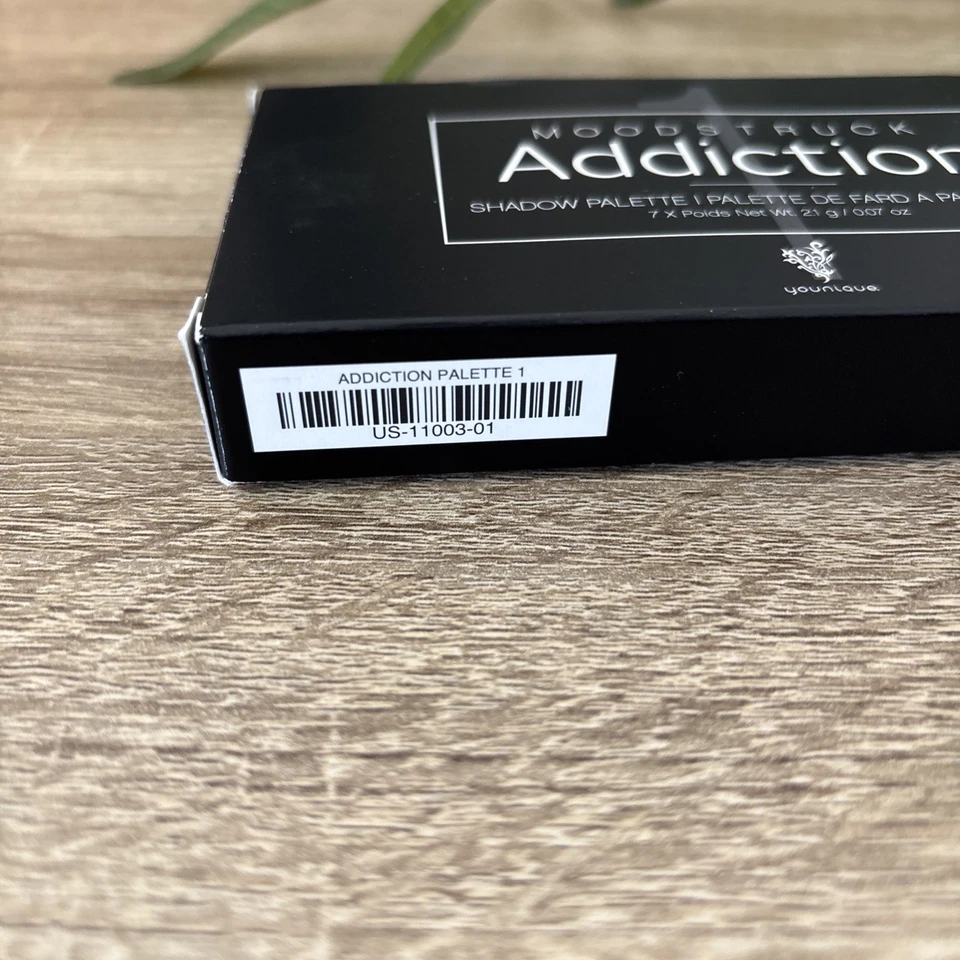 1
MOODSTRUCK
Addiction
SHADOW PALETTE | PALETTE DE FARD A PA
7 X Poids Net Wt. 2.1 g / 0.07 oz
younique
ADDICTION PALETTE 1
US-11003-01